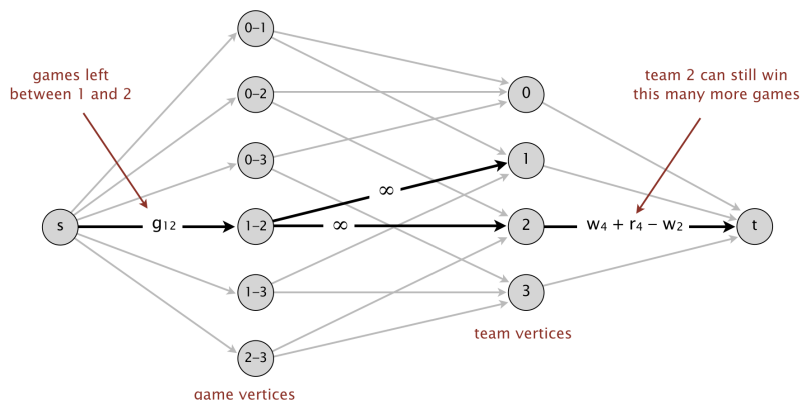 0–1
games left
between 1 and 2
team 2 can still win
this many more games
0–2
0
0–3
1
∞
s
g12
1–2
∞
2
w4 + r4 − w2
t
1–3
3
team vertices
2–3
game vertices